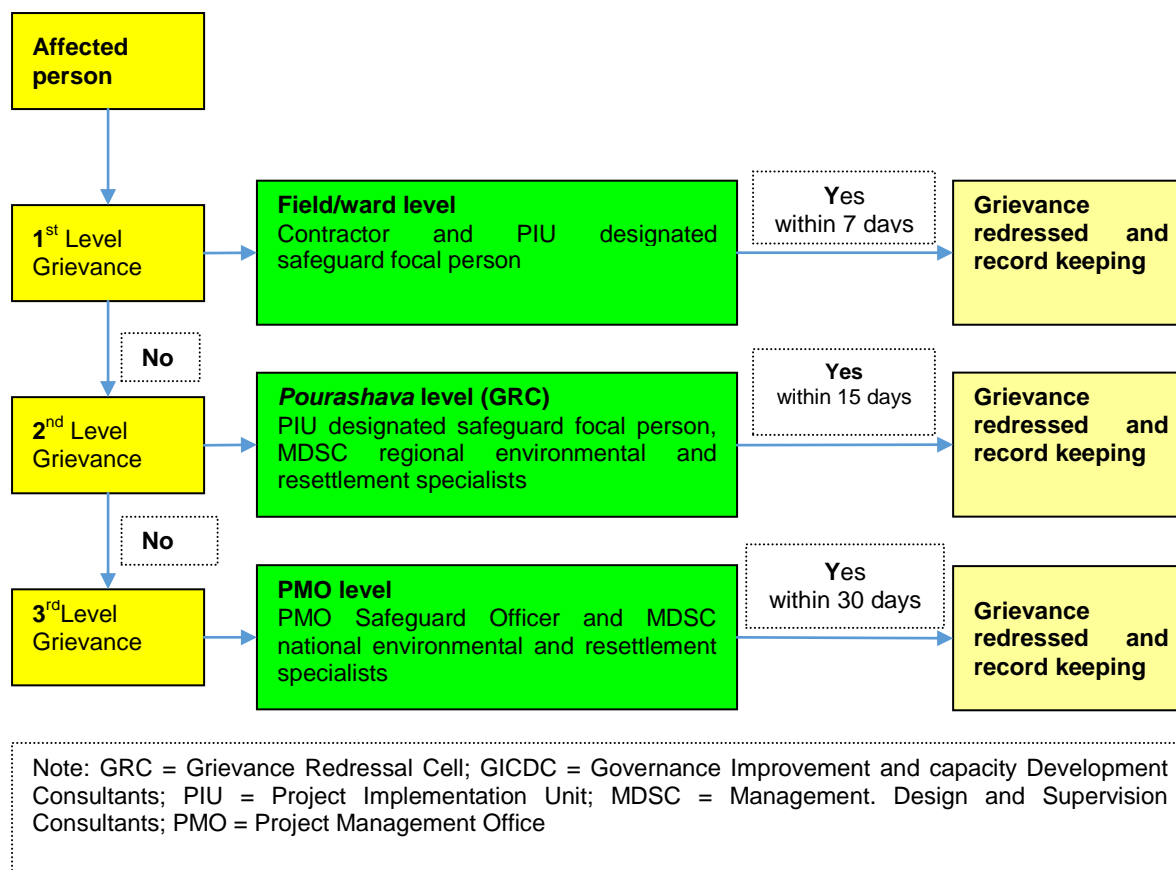 Affected
person
1st Level
Grievance
Field/ward level
Contractor and PIU designated
safeguard focal person
Yes
within 7 days
Grievance
redressed and
record keeping
No
2nd Level
Grievance
Pourashava level (GRC)
PIU designated safeguard focal person,
MDSC regional environmental and
resettlement specialists
Yes
within 15 days
Grievance
redressed and
record keeping
No
3rdLevel
Grievance
PMO level
PMO Safeguard Officer and MDSC
national environmental and resettlement
specialists
Yes
within 30 days
Grievance
redressed and
record keeping
Note: GRC = Grievance Redressal Cell; GICDC = Governance Improvement and capacity Development
Consultants; PIU = Project Implementation Unit; MDSC = Management. Design and Supervision
Consultants; PMO = Project Management Office